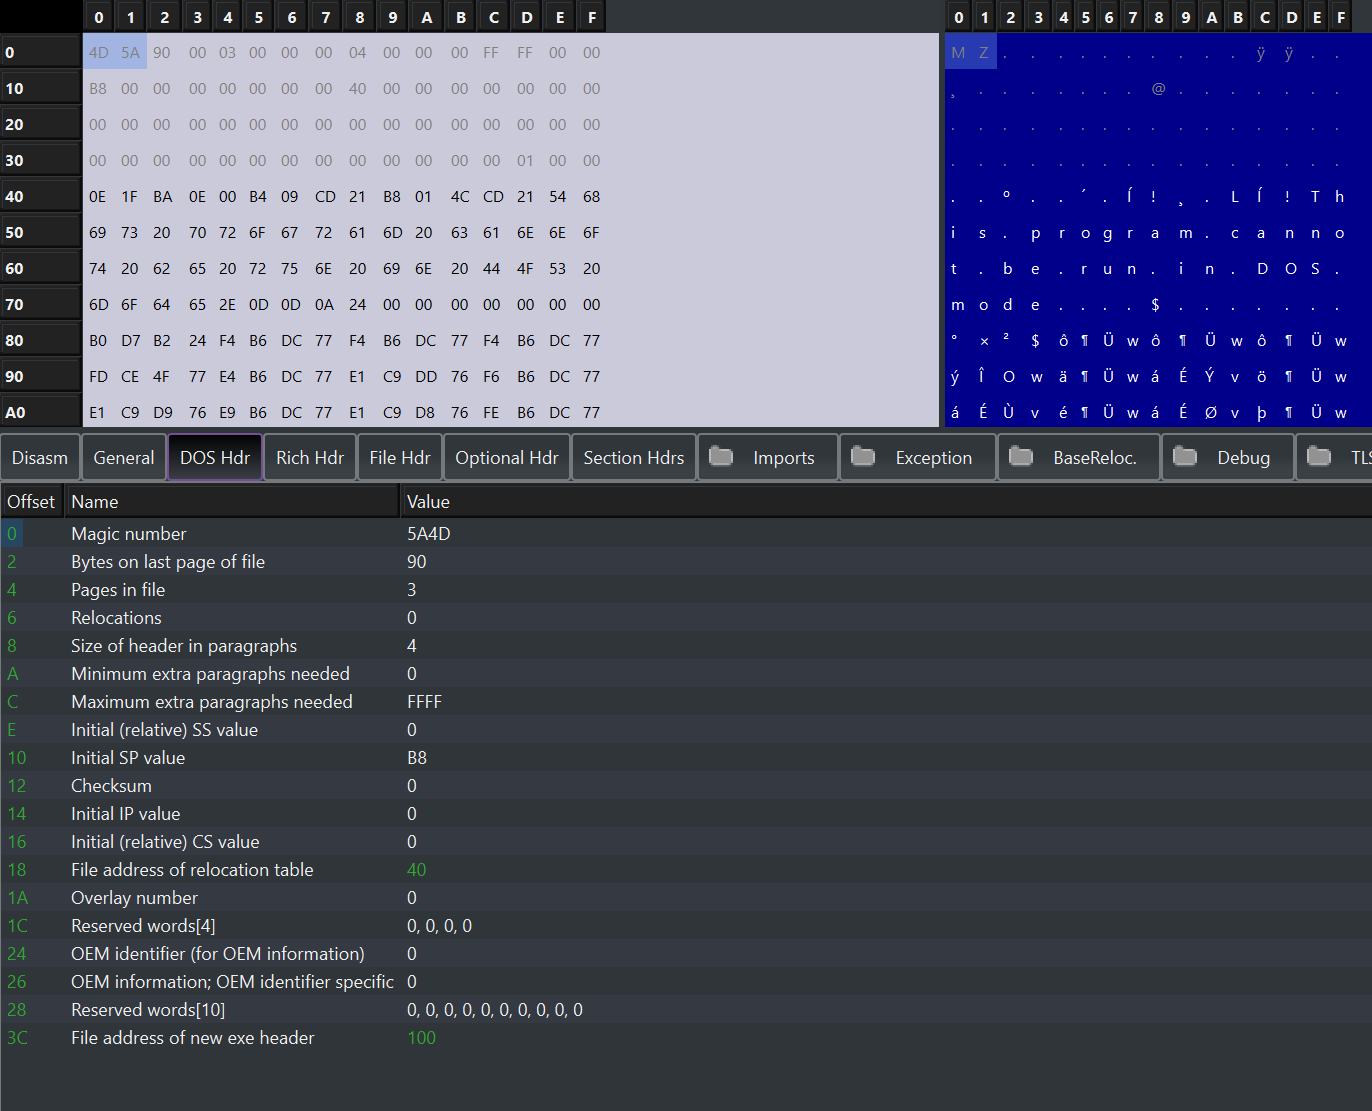 0 1 2 3 4 5 6 7 8 9 A B C D E F 0 1 2 3 4 5 6 7 8 9 A B C D E F
0 4D 5A 90 00 03 00 00 00 04 00 00 00 FF FF 00 00 M Z . . . . . . . . . . ÿ ÿ . .
10 B8 00 00 00 00 00 00 00 40 00 00 00 00 00 00 00 ¸ . . . . . . . @ . . . . . . .
20 00 00 00 00 00 00 00 00 00 00 00 00 00 00 00 00 . . . . . . . . . . . . . . . .
30 00 00 00 00 00 00 00 00 00 00 00 00 00 01 00 00 . . . . . . . . . . . . . . . .
40 0E 1F BA 0E 00 B4 09 CD 21 B8 01 4C CD 21 54 68 . . º . . ´ . Í ! ¸ . L Í ! T h
50 69 73 20 70 72 6F 67 72 61 6D 20 63 61 6E 6E 6F i s . p r o g r a m . c a n n o
60 74 20 62 65 20 72 75 6E 20 69 6E 20 44 4F 53 20 t . b e . r u n . i n . D O S .
70 6D 6F 64 65 2E 0D 0D 0A 24 00 00 00 00 00 00 00 m o d e . . . . $ . . . . . . .
80 B0 D7 B2 24 F4 B6 DC 77 F4 B6 DC 77 F4 B6 DC 77 ° × ² $ ô ¶ Ü w ô ¶ Ü w ô ¶ Ü w
90 FD CE 4F 77 E4 B6 DC 77 E1 C9 DD 76 F6 B6 DC 77 ý Î O w ä ¶ Ü w á É Ý v ö ¶ Ü w
A0 E1 C9 D9 76 E9 B6 DC 77 E1 C9 D8 76 FE B6 DC 77 á É Ù v é ¶ Ü w á É Ø v þ ¶ Ü w
Disasm General DOS Hdr Rich Hdr File Hdr Optional Hdr Section Hdrs Imports Exception BaseReloc. Debug TLS
Offset Name Value
0 Magic number 5A4D
2 Bytes on last page of file 90
4 Pages in file 3
6 Relocations 0
8 Size of header in paragraphs 4
A Minimum extra paragraphs needed 0
C Maximum extra paragraphs needed FFFF
E Initial (relative) SS value 0
10 Initial SP value B8
12 Checksum 0
14 Initial IP value 0
16 Initial (relative) CS value 0
18 File address of relocation table 40
1A Overlay number 0
1C Reserved words[4] 0, 0, 0, 0
24 OEM identifier (for OEM information) 0
26 OEM information; OEM identifier specific 0
28 Reserved words[10] 0, 0, 0, 0, 0, 0, 0, 0, 0, 0
3C File address of new exe header 100